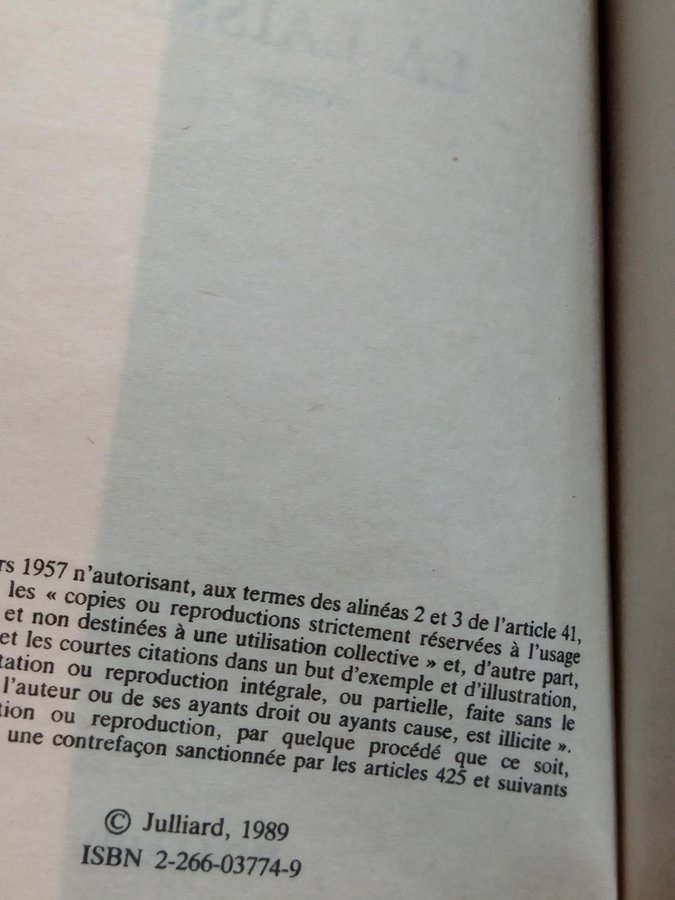 LA LAISSE
rs 1957 n'autorisant, aux termes des alinéas 2 et 3 de l'article 41,
les « copies ou reproductions strictement réservées à l'usage
et non destinées à une utilisation collective » et, d'autre part,
et les courtes citations dans un but d'exemple et d'illustration,
tation ou reproduction intégrale, ou partielle, faite sans le
l'auteur ou de ses ayants droit ou ayants cause, est illicite ».
tion ou reproduction, par quelque procédé que ce soit,
une contrefaçon sanctionnée par les articles 425 et suivants
© Julliard, 1989
ISBN 2-266-03774-9